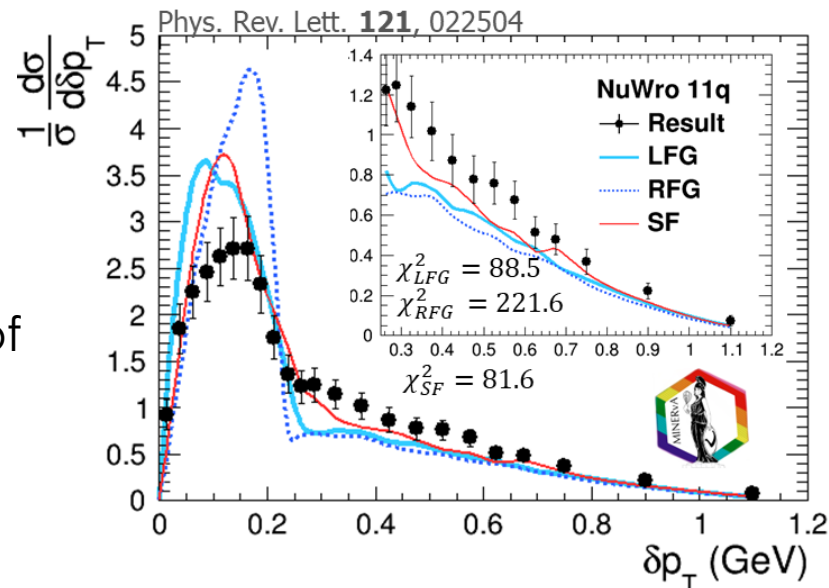 Phys. Rev. Lett. 121, 022504
1/σ dσ/dδp_T
5
4.5
4
3.5
3
2.5
2
1.5
1
0.5
0
of
1.4
1.2
1
0.8
0.6
0.4
0.2
0
NuWro 11q
Result
LFG
RFG
SF
χ²_LFG = 88.5
χ²_RFG = 221.6
0.3 0.4 0.5 0.6 0.7 0.8 0.9 1 1.1 1.2
χ²_SF = 81.6
MINERνA
0 0.2 0.4 0.6 0.8 1 1.2
δp_T (GeV)